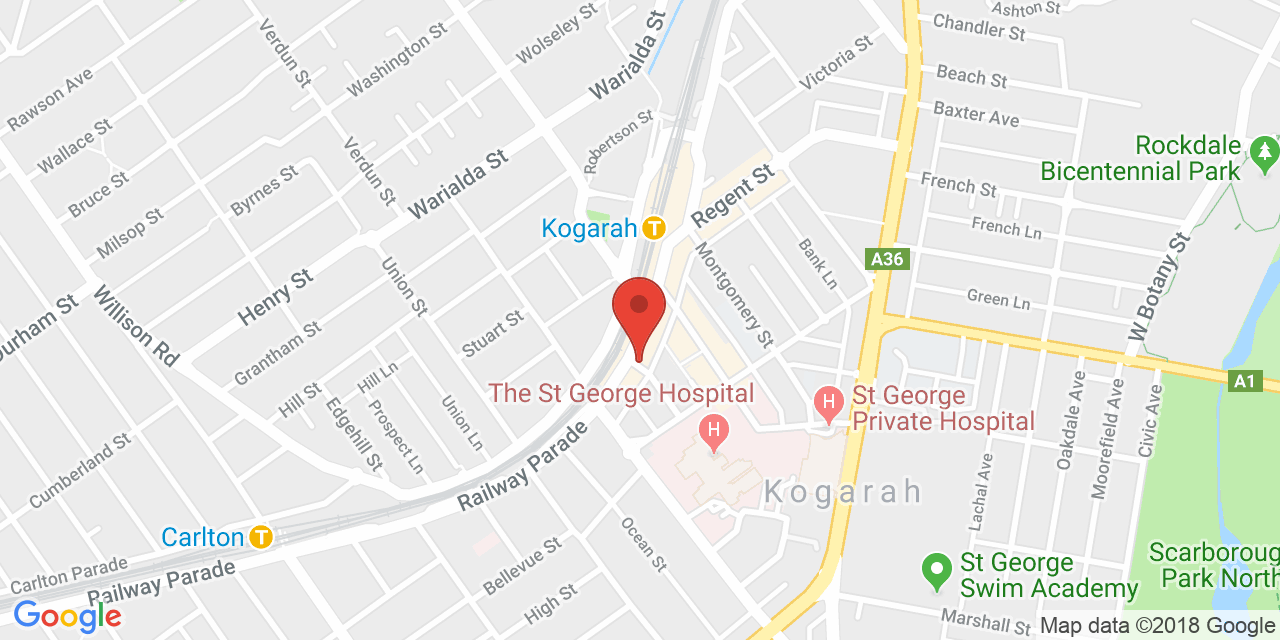 Ashton St
Chandler St
Wolseley St
Verdun St
Washington St
Warialda St
Victoria St
Beach St
Rawson Ave
Baxter Ave
Wallace St
Robertson St
Rockdale
Bicentennial Park
Verdun St
Warialda St
Bruce St
Byrnes St
Regent St
French St
Milsop St
Kogarah
T
French Ln
Bank Ln
Montgomery St
A36
W Botany St
Union St
Henry St
Green Ln
Durham St
Willison Rd
Stuart St
Grantham St
Hill Ln
A1
The St George Hospital
H
St George
Private Hospital
Hill St
Edgehill St
Prospect Ln
Union Ln
H
Oakdale Ave
Moorefield Ave
Civic Ave
Cumberland St
Railway Parade
Kogarah
Lachal Ave
Carlton
T
Ocean St
Bellevue St
High St
St George
Swim Academy
Scarboroug
Park North
Carlton Parade
Railway Parade
Google
Marshall St
Map data ©2018 Google